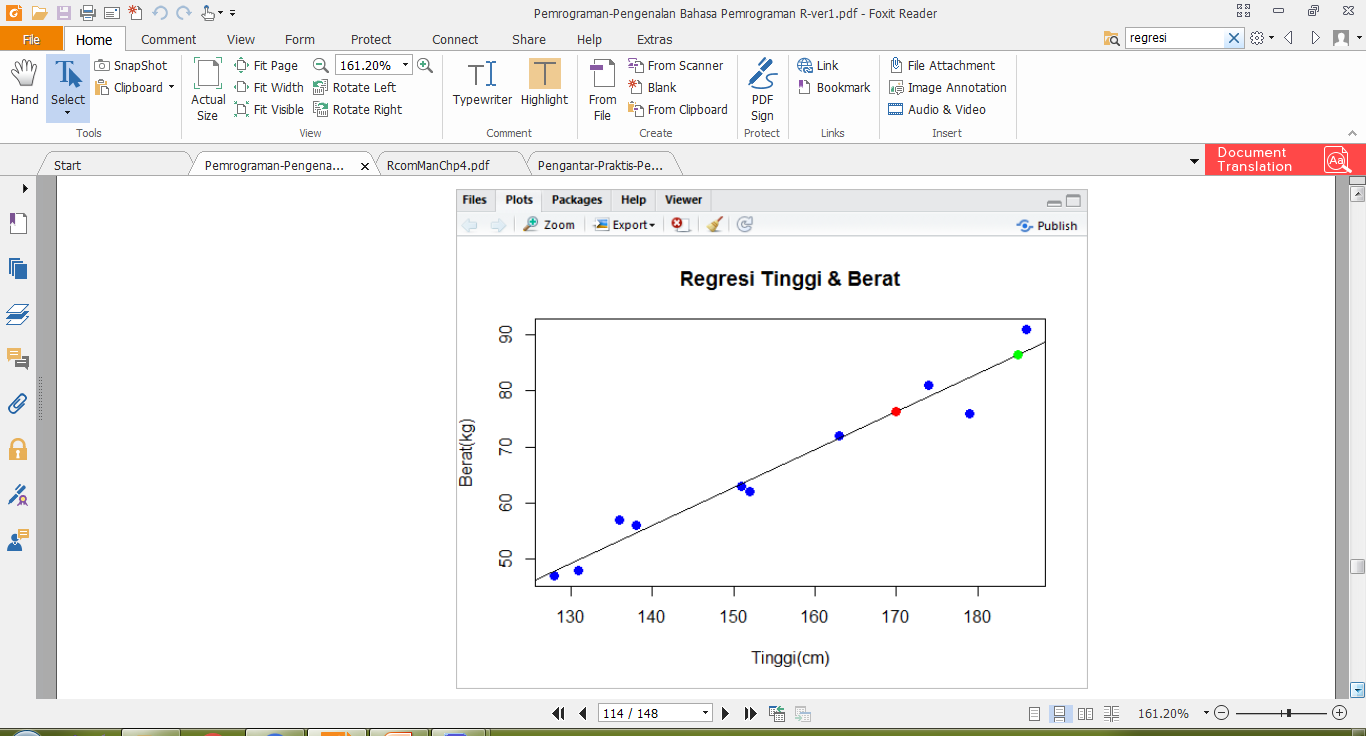 Pemrograman-Pengenalan Bahasa Pemrograman R-ver1.pdf - Foxit Reader
File Home Comment View Form Protect Connect Share Help Extras regresi
Hand Select SnapShot Clipboard
Tools
Actual Size Fit Page Fit Width Fit Visible 161.20% Rotate Left Rotate Right
View
Typewriter Highlight
Comment
From File From Scanner Blank From Clipboard
Create
PDF Sign
Protect
Link Bookmark
Links
File Attachment Image Annotation Audio & Video
Insert
Start Pemrograman-Pengena... RcomManChp4.pdf Pengantar-Praktis-Pe...
Document
Translation
Files Plots Packages Help Viewer
Zoom Export Publish
Regresi Tinggi & Berat
Berat(kg)
90
80
70
60
50
130 140 150 160 170 180
Tinggi(cm)
114 / 148 161.20%